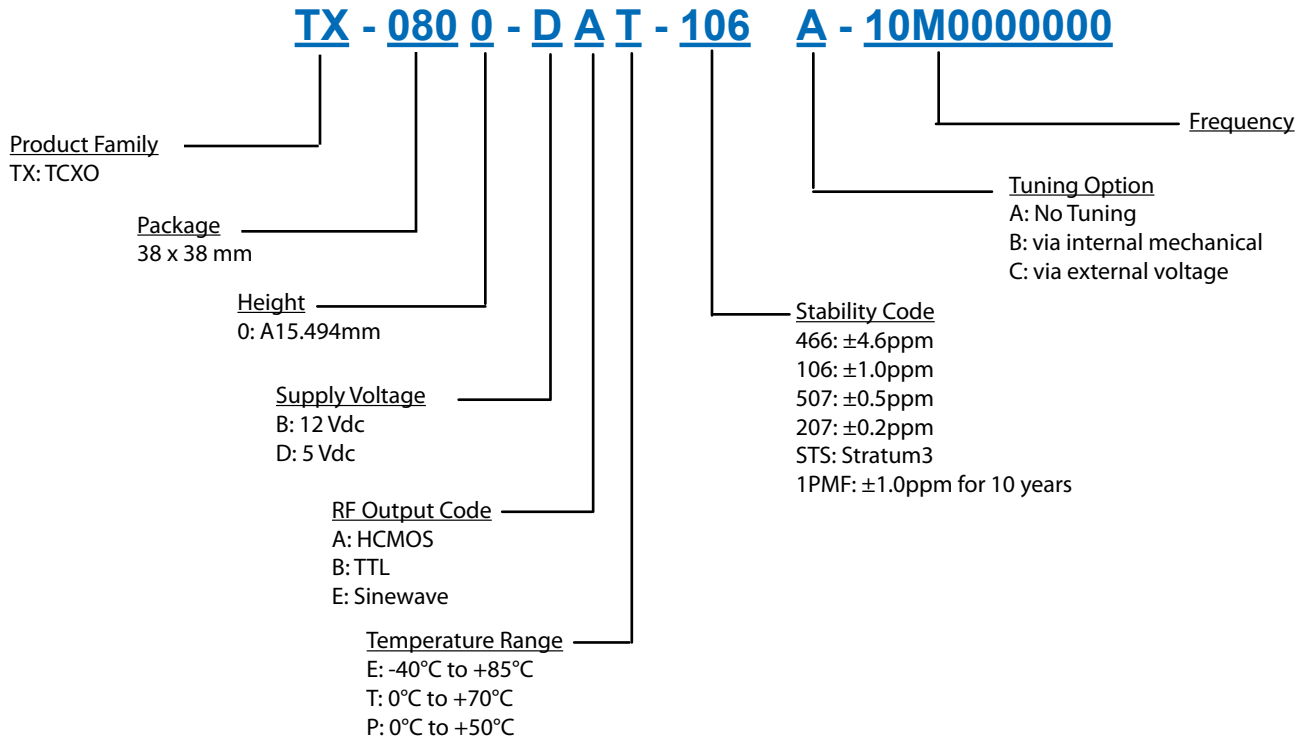 TX - 080 0 - D A T - 106 A - 10M0000000
Product Family
TX: TCXO
Package
38 x 38 mm
Height
0: A15.494mm
Supply Voltage
B: 12 Vdc
D: 5 Vdc
RF Output Code
A: HCMOS
B: TTL
E: Sinewave
Temperature Range
E: -40°C to +85°C
T: 0°C to +70°C
P: 0°C to +50°C
Stability Code
466: ±4.6ppm
106: ±1.0ppm
507: ±0.5ppm
207: ±0.2ppm
STS: Stratum3
1PMF: ±1.0ppm for 10 years
Tuning Option
A: No Tuning
B: via internal mechanical
C: via external voltage
Frequency